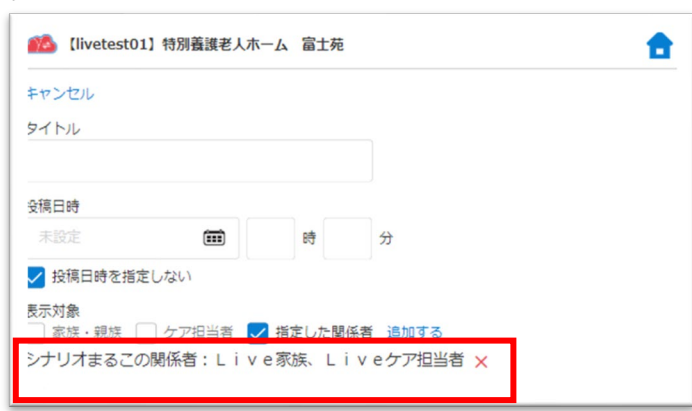 【livetest01】特別養護老人ホーム　富士苑
キャンセル
タイトル
投稿日時
未設定 時 分
投稿日時を指定しない
表示対象
家族・親族 ケア担当者 指定した関係者 追加する
シナリオまるこの関係者：Ｌｉｖｅ家族、Ｌｉｖｅケア担当者 ×